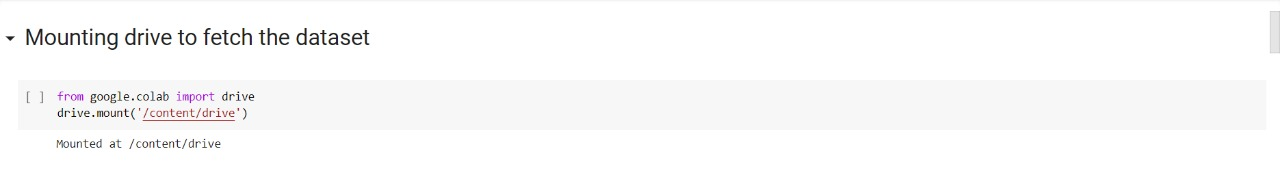 Mounting drive to fetch the dataset
[ ] from google.colab import drive
drive.mount('/content/drive')
Mounted at /content/drive